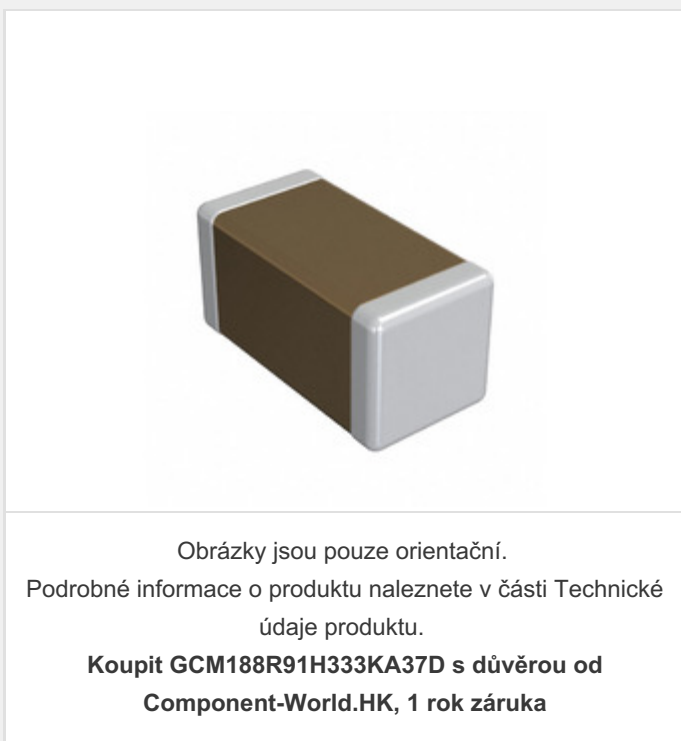 Obrázky jsou pouze orientační.
Podrobné informace o produktu naleznete v části Technické
údaje produktu.
Koupit GCM188R91H333KA37D s důvěrou od
Component-World.HK, 1 rok záruka